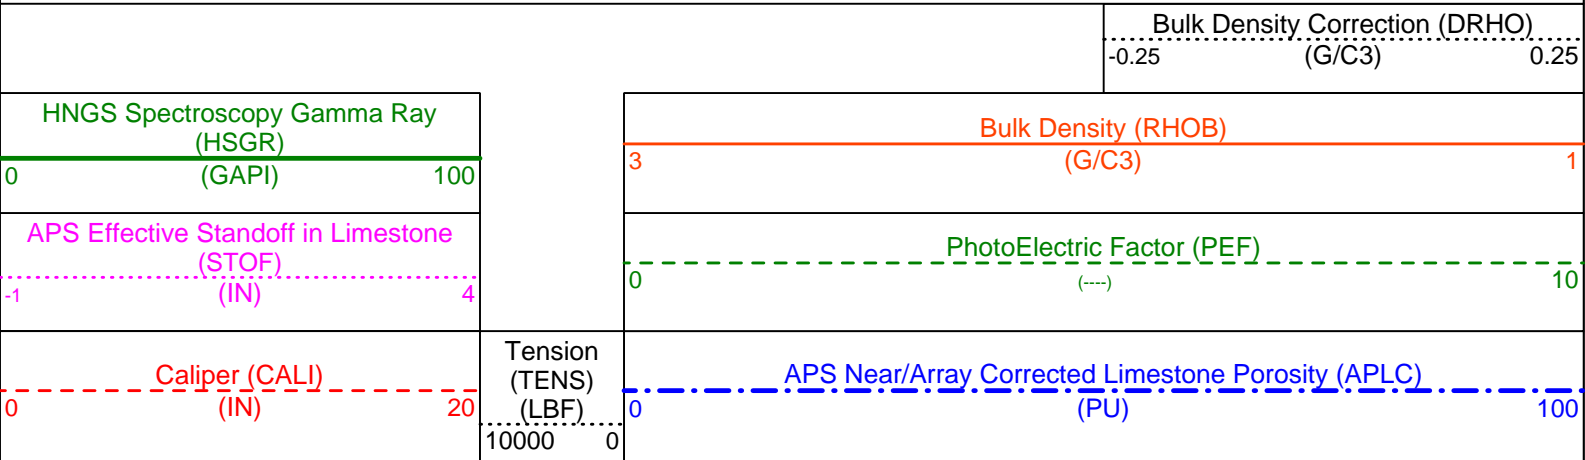 Bulk Density Correction (DRHO)
-0.25 (G/C3) 0.25
HNGS Spectroscopy Gamma Ray
(HSGR)
0 (GAPI) 100
Bulk Density (RHOB)
3 (G/C3) 1
APS Effective Standoff in Limestone
(STOF)
-1 (IN) 4
PhotoElectric Factor (PEF)
0 (----) 10
Caliper (CALI)
0 (IN) 20
Tension
(TENS)
(LBF)
10000 0
APS Near/Array Corrected Limestone Porosity (APLC)
0 (PU) 100